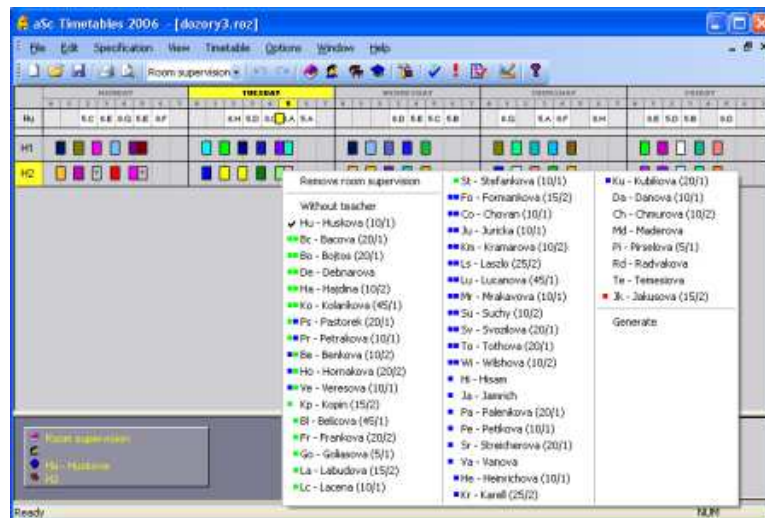 aSc Timetables 2006 - [dozory3.roz]
File Edit Specification View Timetable Options Window Help
Room supervision
MONDAY TUESDAY WEDNESDAY THURSDAY FRIDAY
Hu
H1
H2
Remove room supervision
Without teacher
Hu - Huskova (10/1)
Bc - Bacova (20/1)
Bo - Bojtos (20/1)
De - Debnarova
Ha - Hajdina (10/2)
Ko - Kolarikova (45/1)
Ps - Pastorek (20/1)
Pr - Petrakova (10/1)
Be - Benkova (10/2)
Ho - Hornakova (20/2)
Ve - Veresova (10/1)
Kp - Kopin (15/2)
Bl - Belicova (45/1)
Fr - Frankova (20/2)
Go - Goliasova (5/1)
La - Labudova (15/2)
Lc - Lacena (10/1)
St - Stefankova (10/1)
Fo - Formankova (15/2)
Co - Chovan (10/1)
Ju - Juricka (10/1)
Km - Kramarova (10/2)
Ls - Laszlo (25/2)
Lu - Lucanova (45/1)
Mr - Mrakavova (10/1)
Su - Suchy (10/2)
Sv - Svozilova (20/1)
To - Tothova (20/1)
Wi - Wilshova (10/2)
Hi - Hisam
Ja - Jamrich
Pa - Palenikova (20/1)
Pe - Petikova (10/1)
Sr - Streicherova (20/1)
Va - Vanova
He - Heinrichova (10/1)
Kr - Karell (25/2)
Ku - Kubikova (20/1)
Da - Danova (10/1)
Ch - Chmurova (10/2)
Md - Maderova
Pi - Pirselova (5/1)
Rd - Radvakova
Te - Temesiova
Jk - Jakusova (15/2)
Generate
Room supervision
Hu - Huskova
H2
Ready
NUM